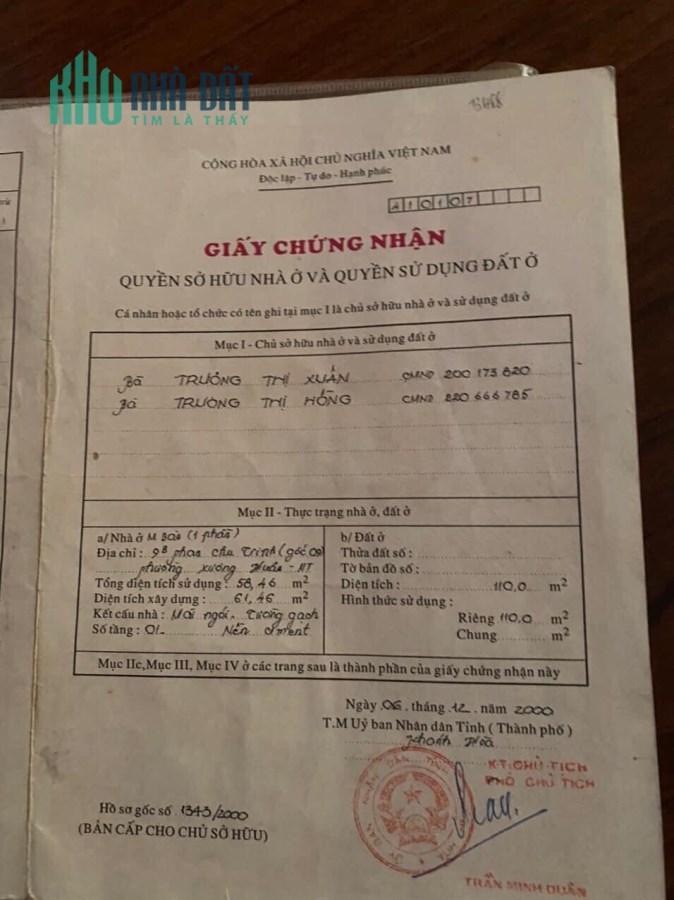 KHO NHÀ ĐẤT
TÌM LÀ THẤY
CỘNG HÒA XÃ HỘI CHỦ NGHĨA VIỆT NAM
Độc lập - Tự do - Hạnh phúc
A10107
GIẤY CHỨNG NHẬN
QUYỀN SỞ HỮU NHÀ Ở VÀ QUYỀN SỬ DỤNG ĐẤT Ở
Cá nhân hoặc tổ chức có tên ghi tại mục I là chủ sở hữu nhà ở và sử dụng đất ở
Mục I - Chủ sở hữu nhà ở và sử dụng đất ở
Bà TRƯƠNG THỊ XUÂN CMND 200 173 820
Bà TRƯƠNG THỊ HỒNG CMND 220 666 785
Mục II - Thực trạng nhà ở, đất ở
a/ Nhà ở (1 phần)
Địa chỉ : 9B Phan Chu Trinh (gốc 09)
phường Xương Huân - NT
Tổng diện tích sử dụng : 58,46 m2
Diện tích xây dựng : 61,46 m2
Kết cấu nhà : Mái ngói, Tường gạch
Số tầng : 01 Nền
b/ Đất ở
Thửa đất số :
Tờ bản đồ số :
Diện tích : 110,0 m2
Hình thức sử dụng :
Riêng 110,0 m2
Chung m2
Mục IIc,Mục III, Mục IV ở các trang sau là thành phần của giấy chứng nhận này
Ngày 06 tháng 12 năm 2000
T.M Uỷ ban Nhân dân Tỉnh ( Thành phố )
Khánh Hòa
KT. CHỦ TỊCH
PHÓ CHỦ TỊCH
Hồ sơ gốc số 1343/2000
(BẢN CẤP CHO CHỦ SỞ HỮU)
TRẦN MINH DUÂN